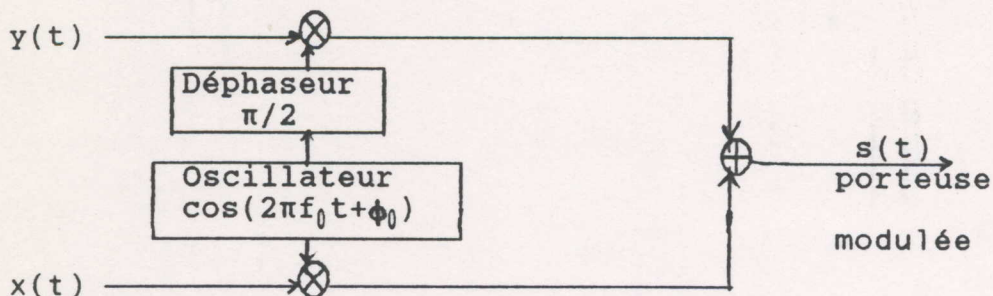 y(t)
Déphaseur
π/2
Oscillateur
cos(2πf₀t+ϕ₀)
s(t)
porteuse
modulée
x(t)